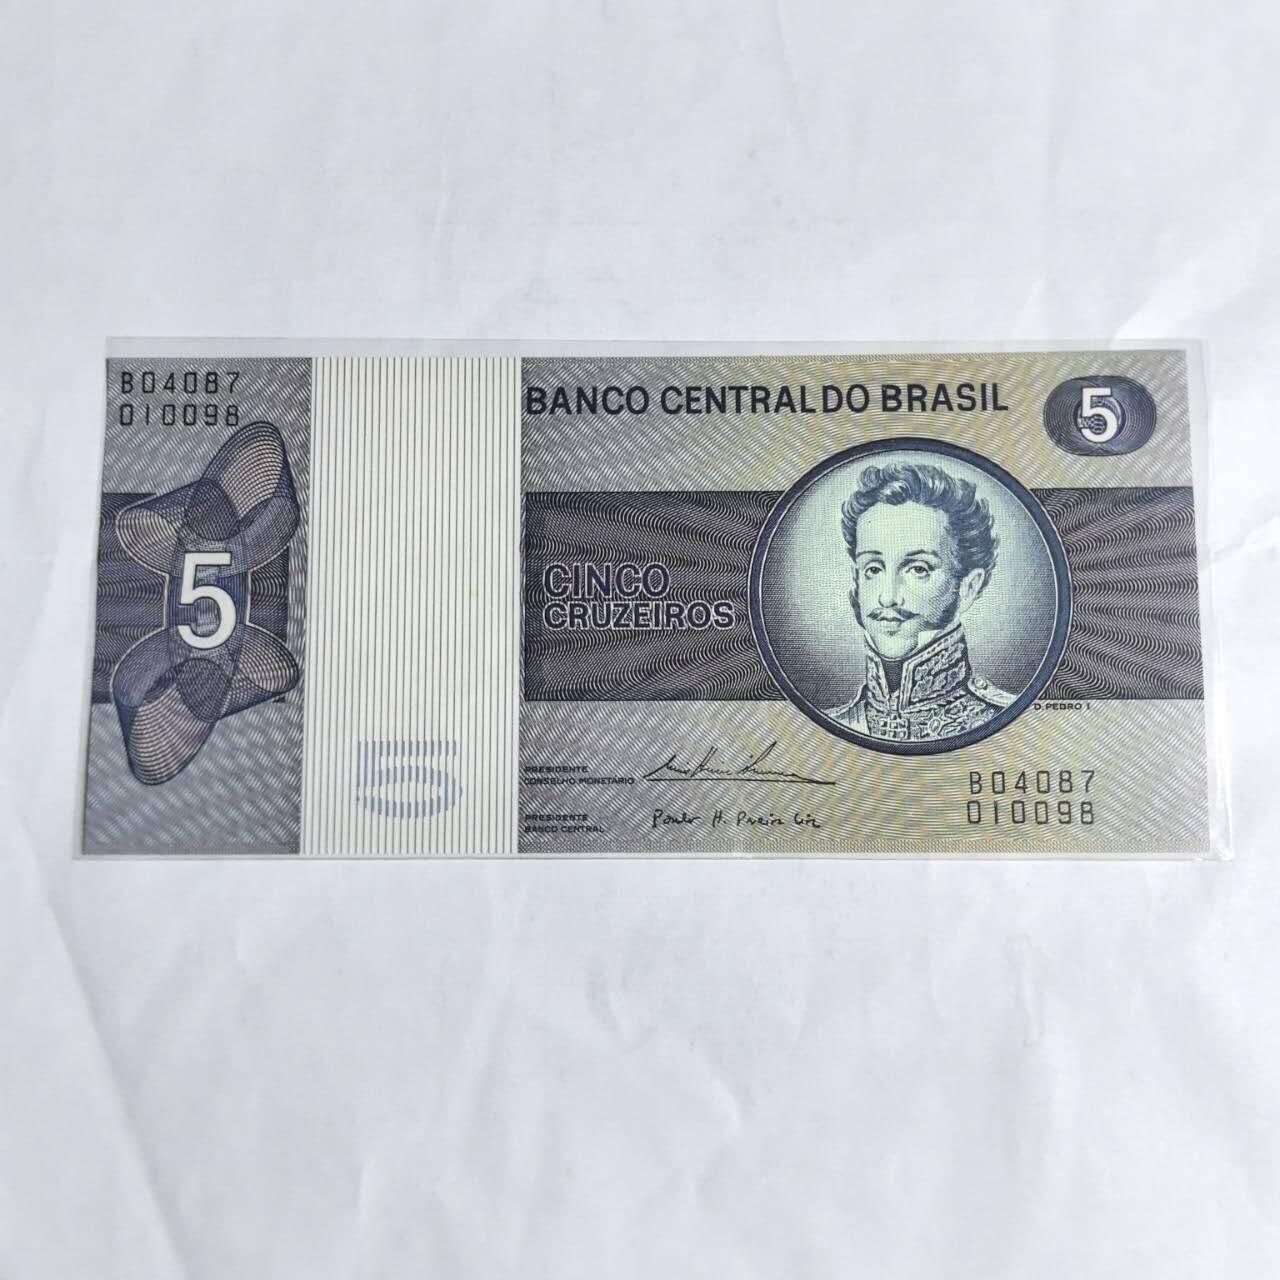 B04087
010098
BANCO CENTRAL DO BRASIL
5
5
CINCO
CRUZEIROS
D. PEDRO I
5
PRESIDENTE
CONSELHO MONETARIO
PRESIDENTE
BANCO CENTRAL
B04087
010098